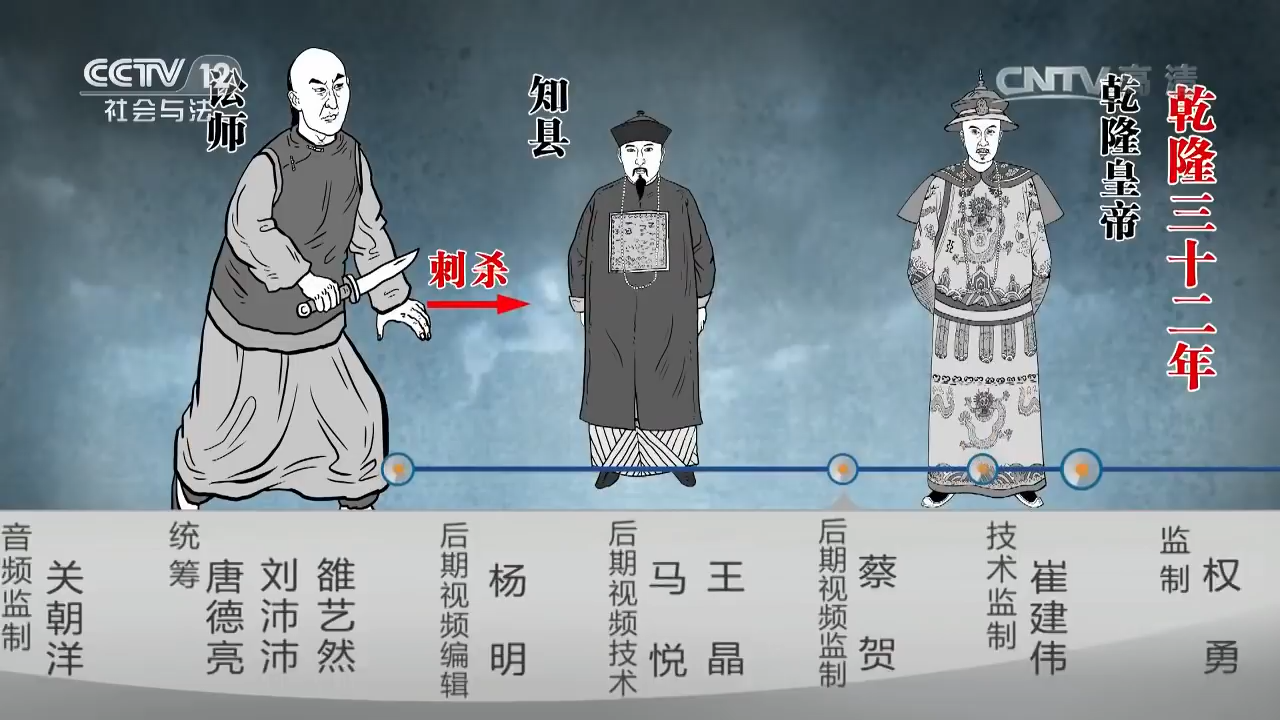 CCTV 12
社会与法
讼师
刺杀
知县
CNTV高清
乾隆皇帝
乾隆三十二年
音频监制
关朝洋
统筹
唐德亮
刘沛沛
雒艺然
后期视频编辑
杨明
后期视频技术
马悦
王晶
后期视频监制
蔡贺
技术监制
崔建伟
监制
权勇